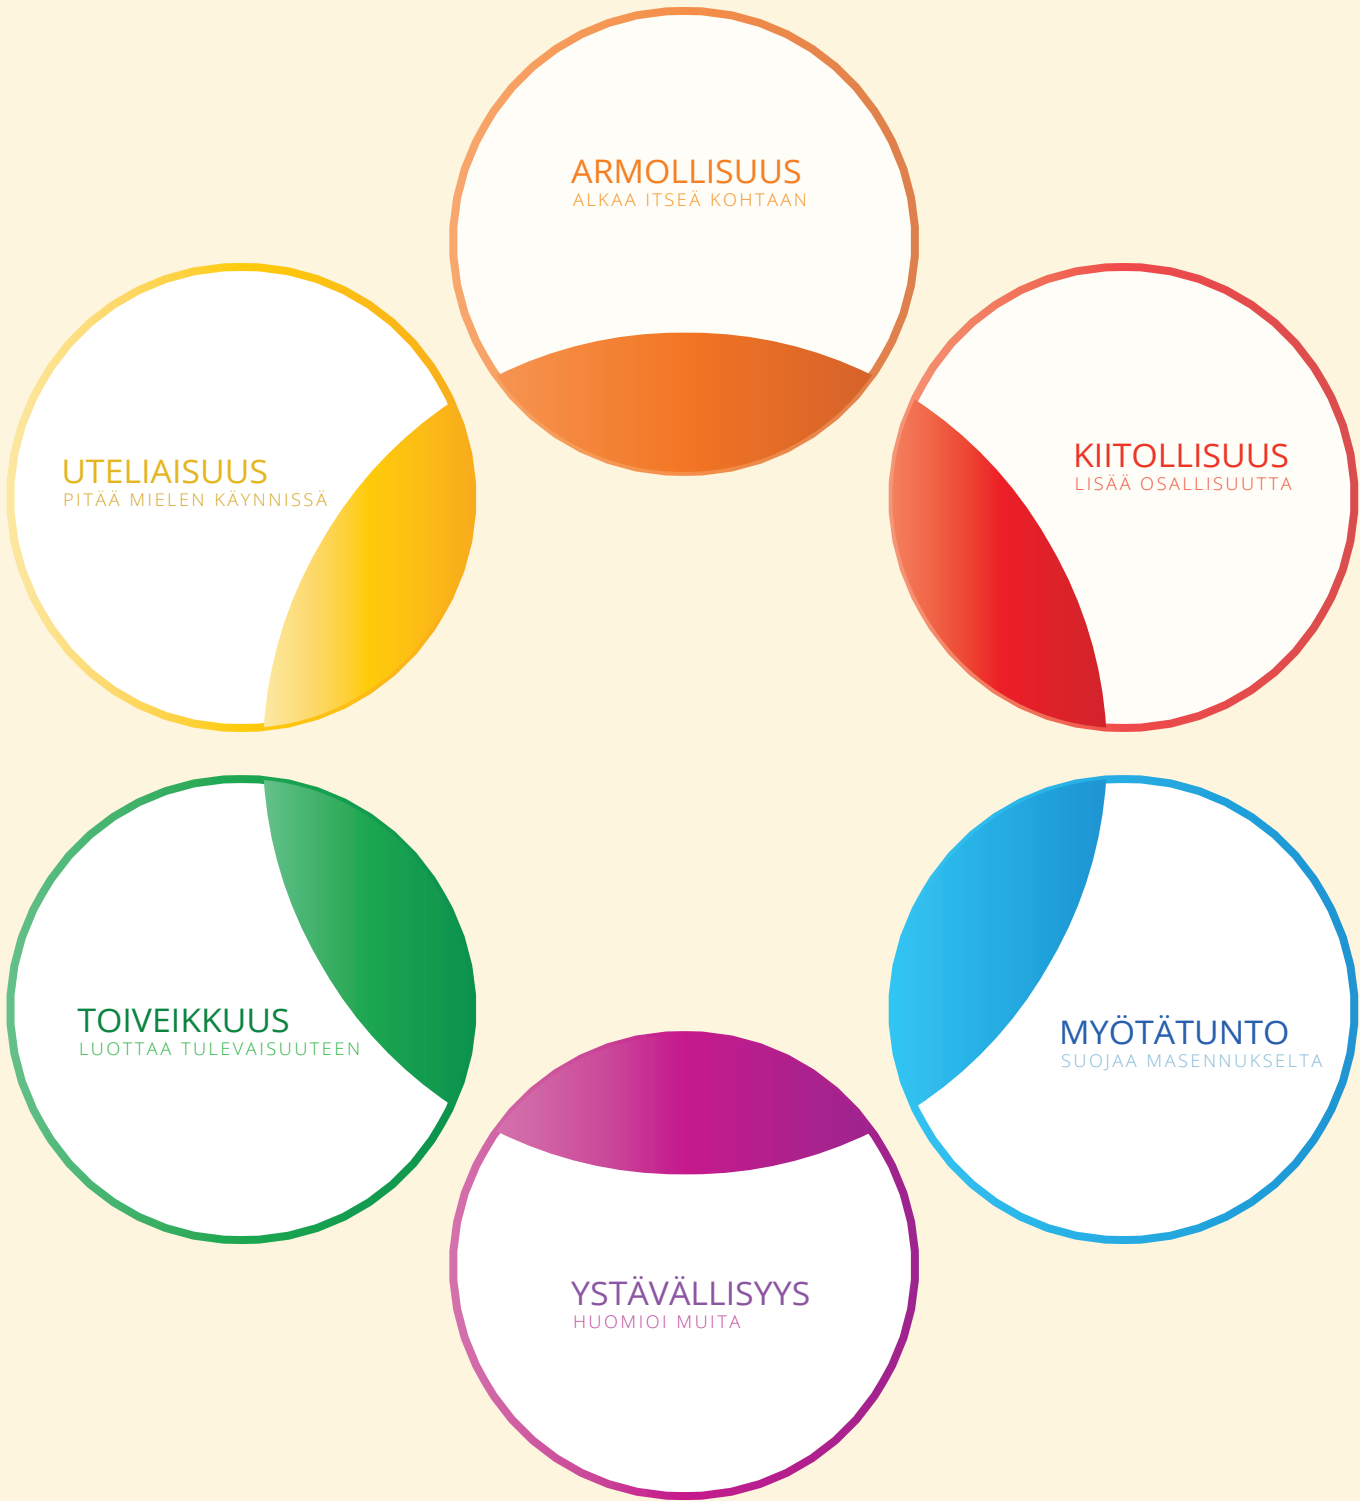 ARMOLLISUUS
ALKAA ITSEÄ KOHTAAN
UTELIAISUUS
PITÄÄ MIELEN KÄYNNISSÄ
KIITOLLISUUS
LISÄÄ OSALLISUUTTA
TOIVEIKKUUS
LUOTTAA TULEVAISUUTEEN
MYÖTÄTUNTO
SUOJAA MASENNUKSELTA
YSTÄVÄLLISYYS
HUOMIOI MUITA